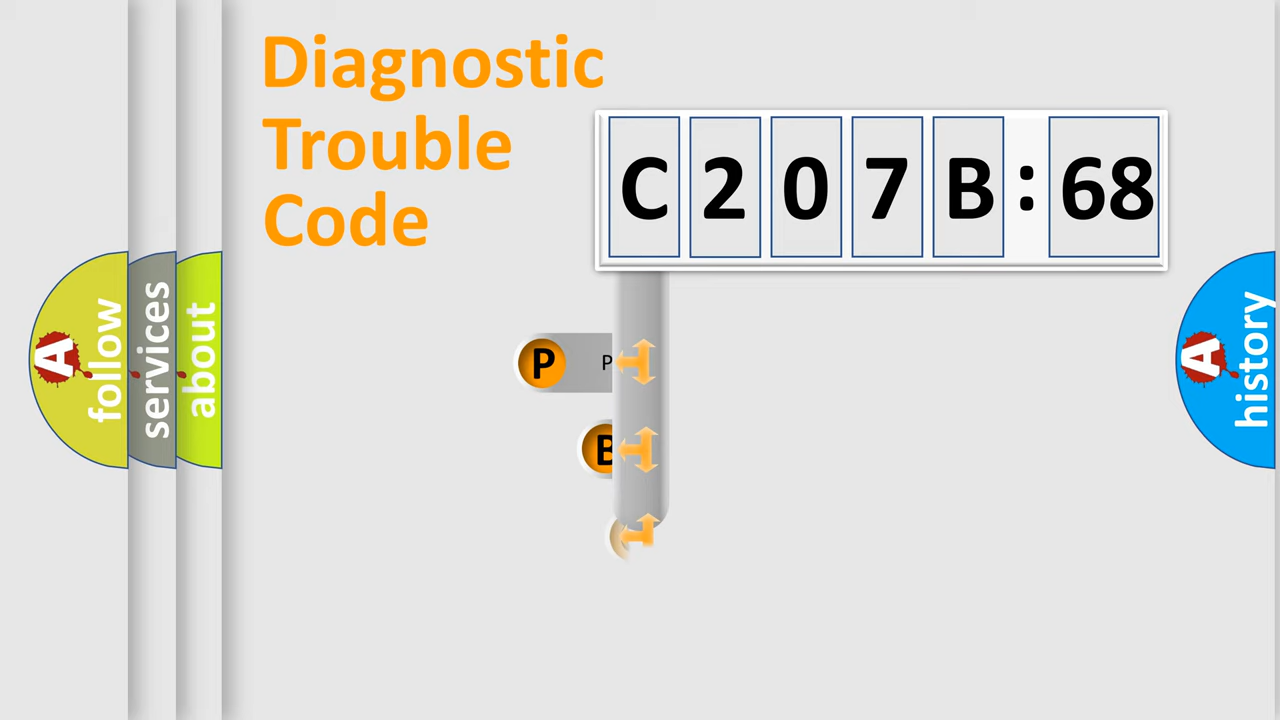 Diagnostic
Trouble
Code
C207B:68
P
P
B
A
follow
services
about
A
history